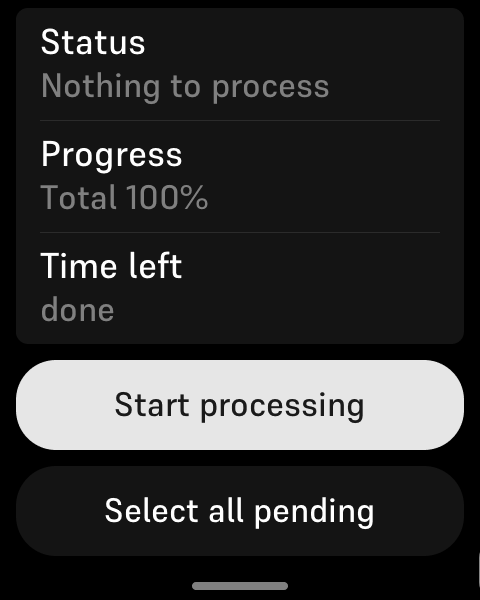 Status
Nothing to process
Progress
Total 100%
Time left
done
Start processing
Select all pending